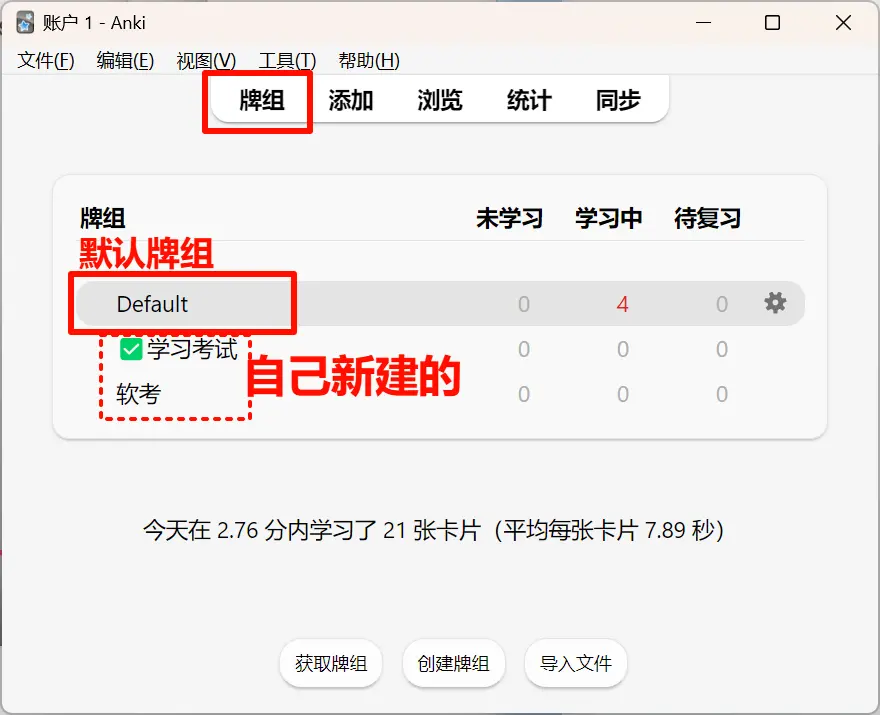 账户 1 - Anki
文件(F) 编辑(E) 视图(V) 工具(T) 帮助(H)
牌组 添加 浏览 统计 同步
牌组 未学习 学习中 待复习
默认牌组
Default 0 4 0
✅学习考试 0 0 0
自己新建的
软考 0 0 0
今天在 2.76 分内学习了 21 张卡片（平均每张卡片 7.89 秒）
获取牌组 创建牌组 导入文件